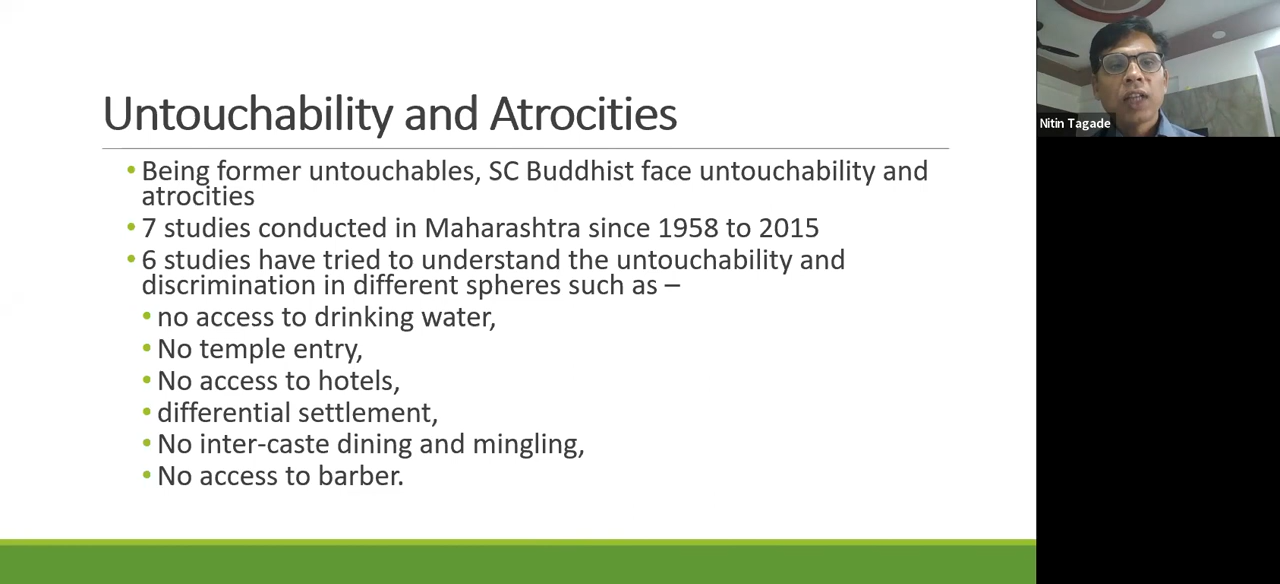 Untouchability and Atrocities
• Being former untouchables, SC Buddhist face untouchability and
atrocities
• 7 studies conducted in Maharashtra since 1958 to 2015
• 6 studies have tried to understand the untouchability and
discrimination in different spheres such as –
• no access to drinking water,
• No temple entry,
• No access to hotels,
• differential settlement,
• No inter-caste dining and mingling,
• No access to barber.
Nitin Tagade